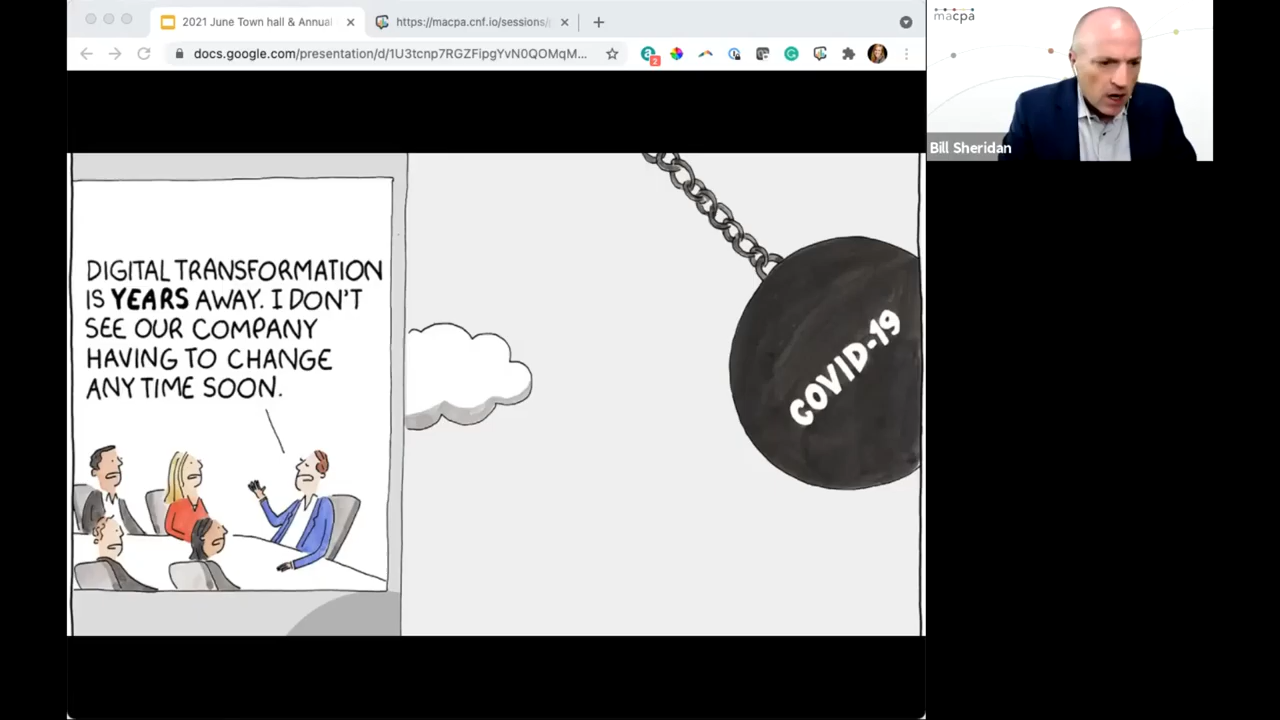 2021 June Town hall & Annual
https://macpa.cnf.io/sessions/
docs.google.com/presentation/d/1U3tcnp7RGZFipgYvN0QOMqM...
2
macpa
Bill Sheridan
DIGITAL TRANSFORMATION
IS YEARS AWAY. I DON'T
SEE OUR COMPANY
HAVING TO CHANGE
ANY TIME SOON.
COVID-19